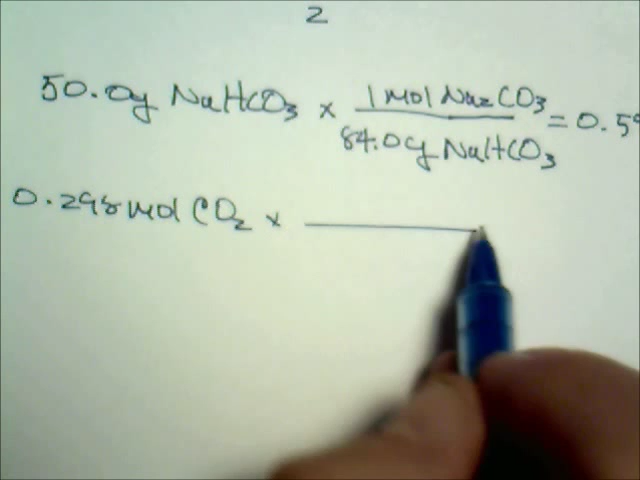 2
50.0g NaHCO3 × 1 mol Na2CO3 = 0.59
84.0g NaHCO3
0.298 mol CO2 ×